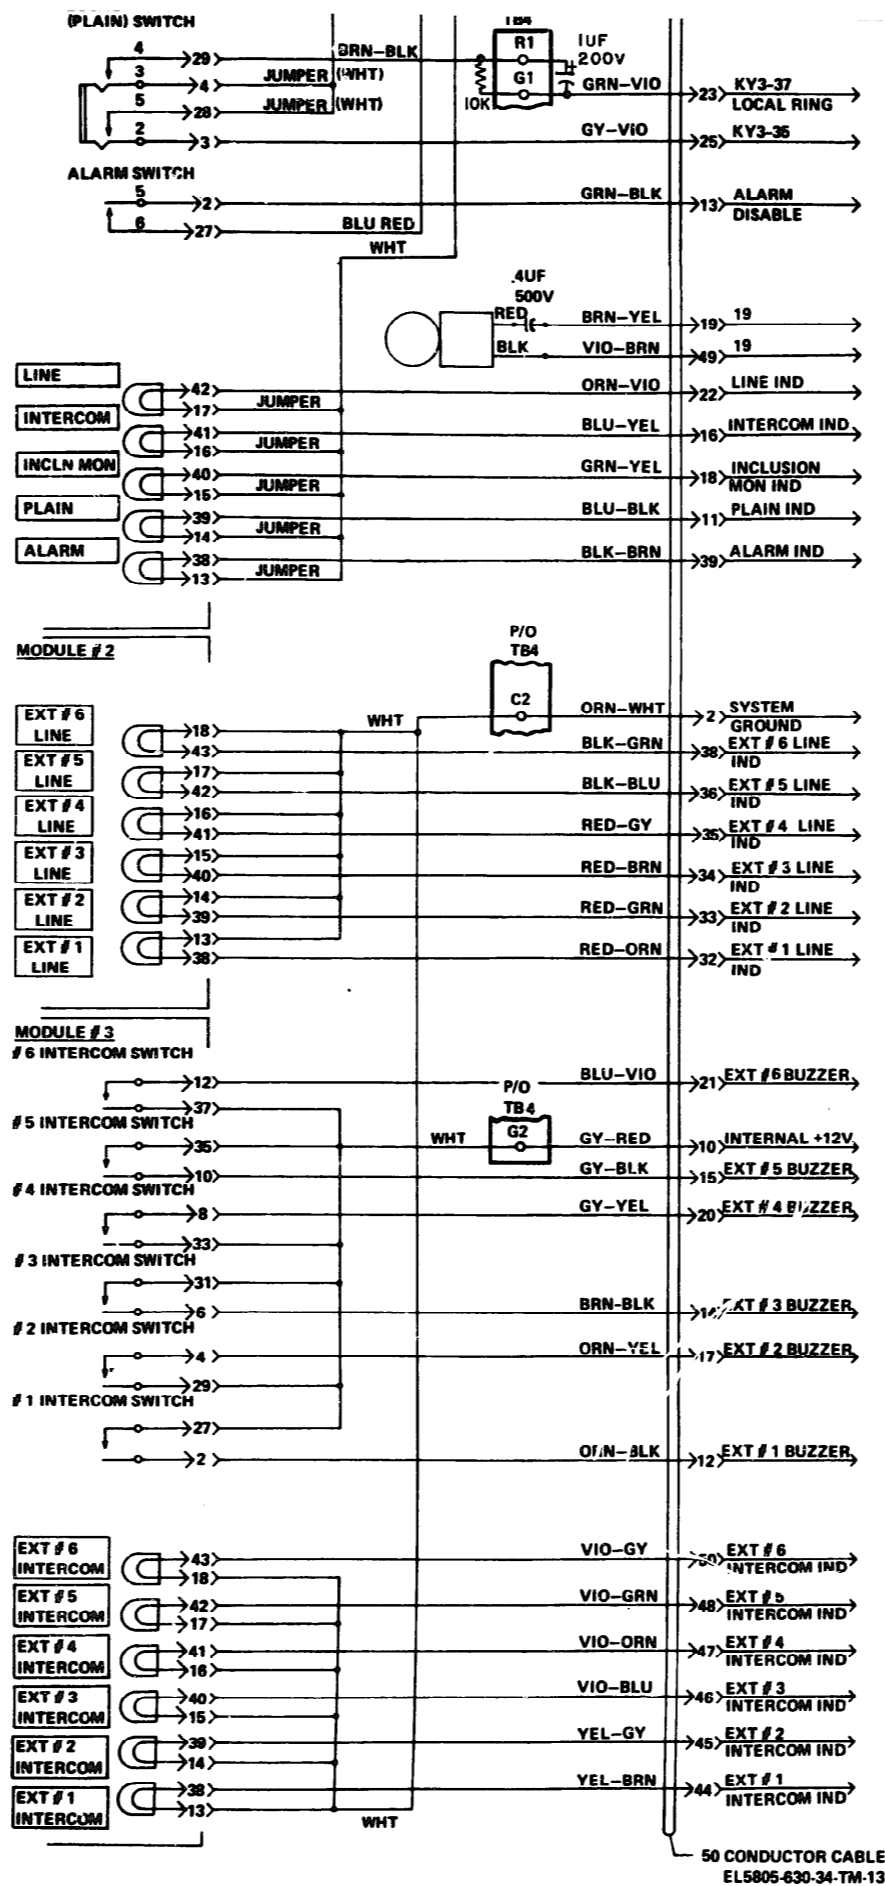 (PLAIN) SWITCH
TB4
4 29 BRN-BLK R1 1UF 200V
3 4 JUMPER (WHT) G1 GRN-VIO 23 KY3-37
10K LOCAL RING
5 28 JUMPER (WHT)
2 3 GY-VIO 25 KY3-35
ALARM SWITCH
5 2 GRN-BLK 13 ALARM
DISABLE
6 27 BLU RED
WHT
.4UF
500V
RED BRN-YEL 19 19
BLK VIO-BRN 49 19
LINE 42 ORN-VIO 22 LINE IND
17 JUMPER
INTERCOM 41 BLU-YEL 16 INTERCOM IND
16 JUMPER
INCLN MON 40 GRN-YEL 18 INCLUSION
15 JUMPER MON IND
PLAIN 39 BLU-BLK 11 PLAIN IND
14 JUMPER
ALARM 38 BLK-BRN 39 ALARM IND
13 JUMPER
MODULE #2
P/O
TB4
C2 ORN-WHT 2 SYSTEM
GROUND
EXT #6
LINE
18 WHT
43 BLK-GRN 38 EXT #6 LINE
IND
EXT #5
LINE
17
42 BLK-BLU 36 EXT #5 LINE
IND
EXT #4
LINE
16
41 RED-GY 35 EXT #4 LINE
IND
EXT #3
LINE
15
40 RED-BRN 34 EXT #3 LINE
IND
EXT #2
LINE
14
39 RED-GRN 33 EXT #2 LINE
IND
EXT #1
LINE
13
38 RED-ORN 32 EXT #1 LINE
IND
MODULE #3
#6 INTERCOM SWITCH
12 BLU-VIO 21 EXT #6 BUZZER
37
P/O
TB4
#5 INTERCOM SWITCH
35 WHT G2 GY-RED 10 INTERNAL +12V
10 GY-BLK 15 EXT #5 BUZZER
#4 INTERCOM SWITCH
8 GY-YEL 20 EXT #4 BUZZER
33
#3 INTERCOM SWITCH
31
6 BRN-BLK 14 EXT #3 BUZZER
#2 INTERCOM SWITCH
4 ORN-YEL 17 EXT #2 BUZZER
29
#1 INTERCOM SWITCH
27
2 ORN-BLK 12 EXT #1 BUZZER
EXT #6
INTERCOM
43 VIO-GY 50 EXT #6
18 INTERCOM IND
EXT #5
INTERCOM
42 VIO-GRN 48 EXT #5
17 INTERCOM IND
EXT #4
INTERCOM
41 VIO-ORN 47 EXT #4
16 INTERCOM IND
EXT #3
INTERCOM
40 VIO-BLU 46 EXT #3
15 INTERCOM IND
EXT #2
INTERCOM
39 YEL-GY 45 EXT #2
14 INTERCOM IND
EXT #1
INTERCOM
38 YEL-BRN 44 EXT #1
13 INTERCOM IND
WHT
50 CONDUCTOR CABLE
EL5805-630-34-TM-13